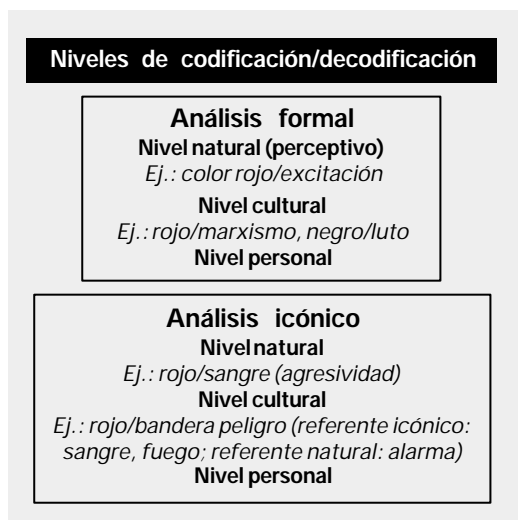 Niveles de codificación/decodificación
Análisis formal
Nivel natural (perceptivo)
Ej.: color rojo/excitación
Nivel cultural
Ej.: rojo/marxismo, negro/luto
Nivel personal
Análisis icónico
Nivel natural
Ej.: rojo/sangre (agresividad)
Nivel cultural
Ej.: rojo/bandera peligro (referente icónico:
sangre, fuego; referente natural: alarma)
Nivel personal